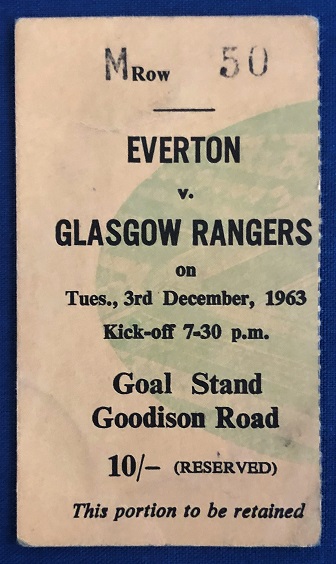 M Row 50
EVERTON
v.
GLASGOW RANGERS
on
Tues., 3rd December, 1963
Kick-off 7-30 p.m.
Goal Stand
Goodison Road
10/- (RESERVED)
This portion to be retained